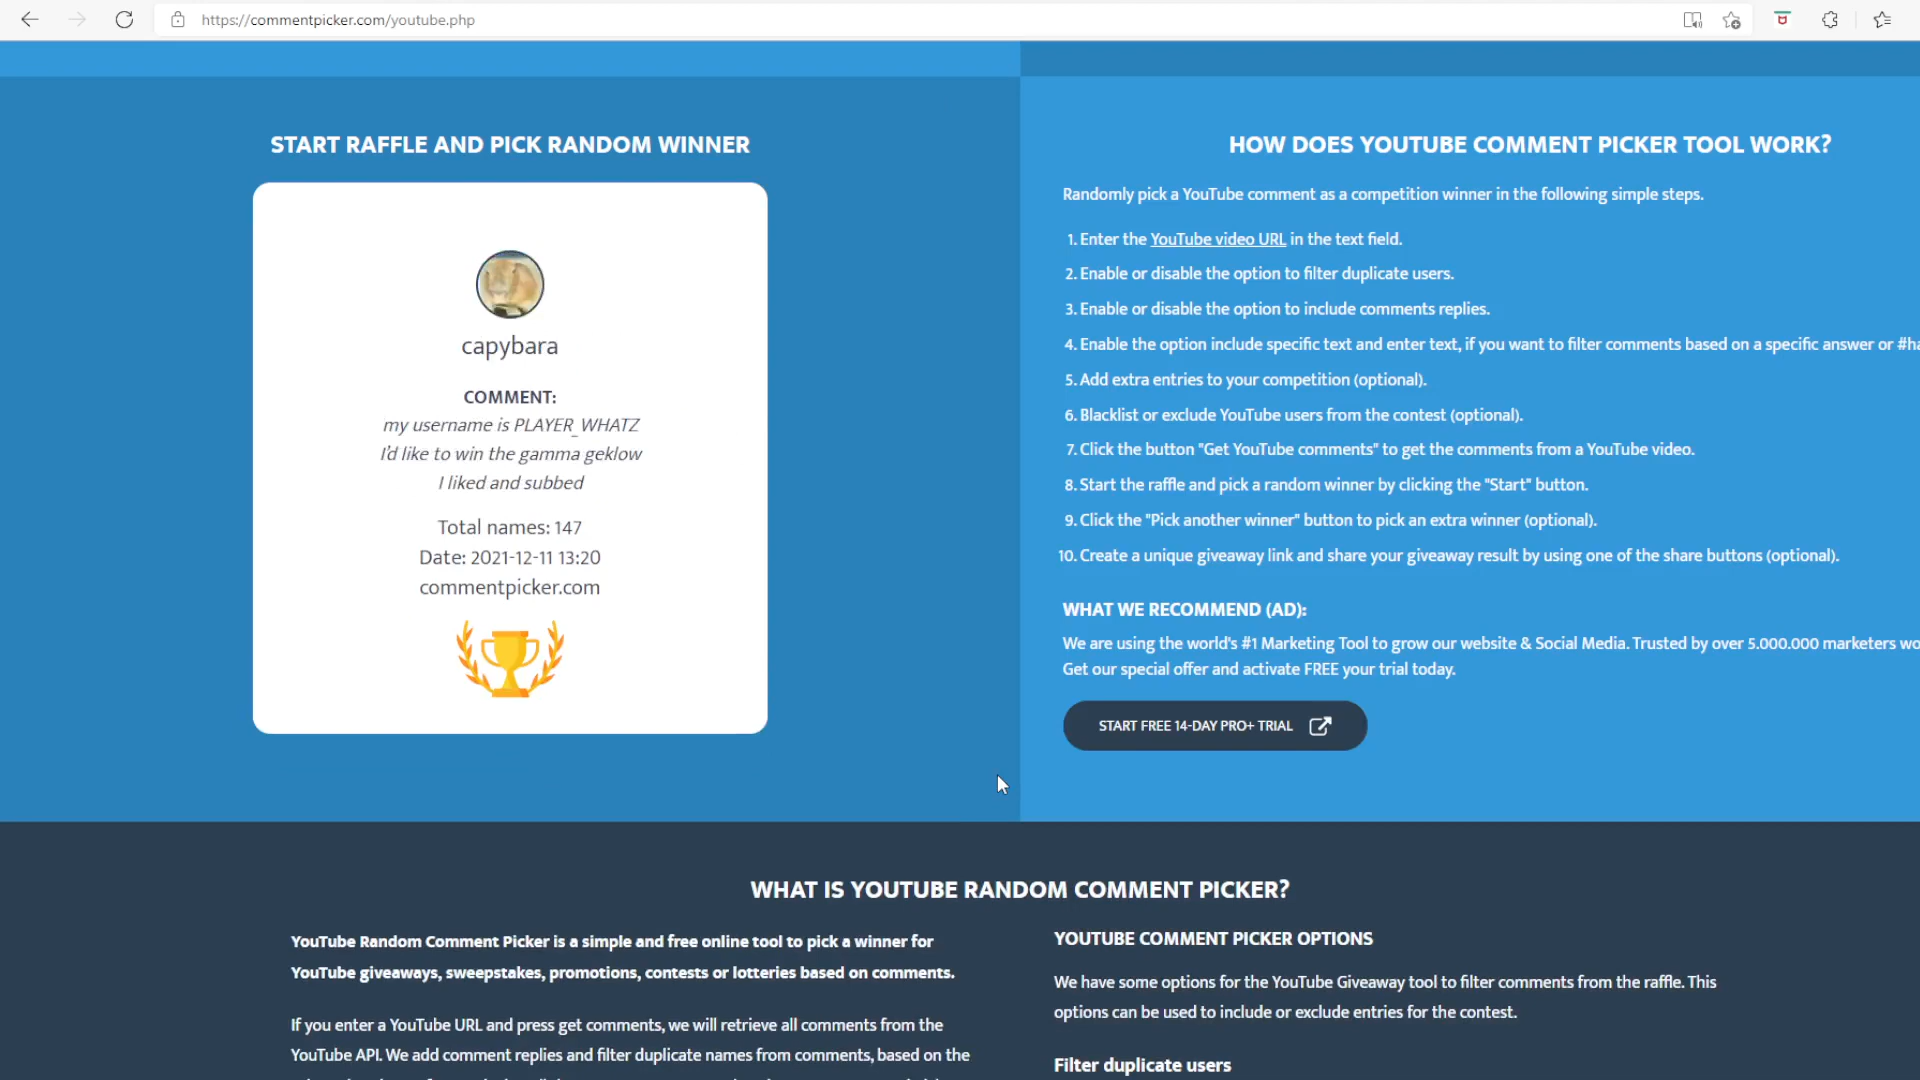 https://commentpicker.com/youtube.php
START RAFFLE AND PICK RANDOM WINNER
capybara
COMMENT:
my username is PLAYER_WHATZ
I'd like to win the gamma geklow
I liked and subbed
Total names: 147
Date: 2021-12-11 13:20
commentpicker.com
HOW DOES YOUTUBE COMMENT PICKER TOOL WORK?
Randomly pick a YouTube comment as a competition winner in the following simple steps.
1. Enter the YouTube video URL in the text field.
2. Enable or disable the option to filter duplicate users.
3. Enable or disable the option to include comments replies.
4. Enable the option include specific text and enter text, if you want to filter comments based on a specific answer or #ha
5. Add extra entries to your competition (optional).
6. Blacklist or exclude YouTube users from the contest (optional).
7. Click the button "Get YouTube comments" to get the comments from a YouTube video.
8. Start the raffle and pick a random winner by clicking the "Start" button.
9. Click the "Pick another winner" button to pick an extra winner (optional).
10. Create a unique giveaway link and share your giveaway result by using one of the share buttons (optional).
WHAT WE RECOMMEND (AD):
We are using the world's #1 Marketing Tool to grow our website & Social Media. Trusted by over 5.000.000 marketers wo
Get our special offer and activate FREE your trial today.
START FREE 14-DAY PRO+ TRIAL
WHAT IS YOUTUBE RANDOM COMMENT PICKER?
YouTube Random Comment Picker is a simple and free online tool to pick a winner for
YouTube giveaways, sweepstakes, promotions, contests or lotteries based on comments.
If you enter a YouTube URL and press get comments, we will retrieve all comments from the
YouTube API. We add comment replies and filter duplicate names from comments, based on the
YOUTUBE COMMENT PICKER OPTIONS
We have some options for the YouTube Giveaway tool to filter comments from the raffle. This
options can be used to include or exclude entries for the contest.
Filter duplicate users